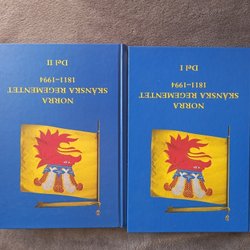 NORRA
SKÅNSKA REGEMENTET
1811–1994
Del I
NORRA
SKÅNSKA REGEMENTET
1811–1994
Del II